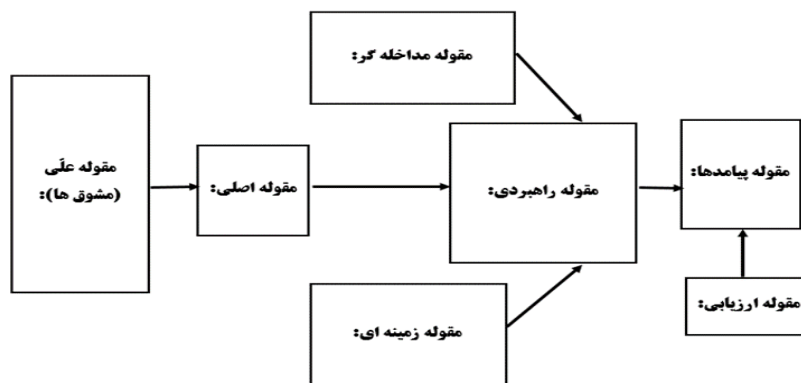 مقوله مداخله گر:
مقوله علّی
(مشوق ها):
مقوله اصلی:
مقوله راهبردی:
مقوله پیامدها:
مقوله ارزیابی:
مقوله زمینه ای: